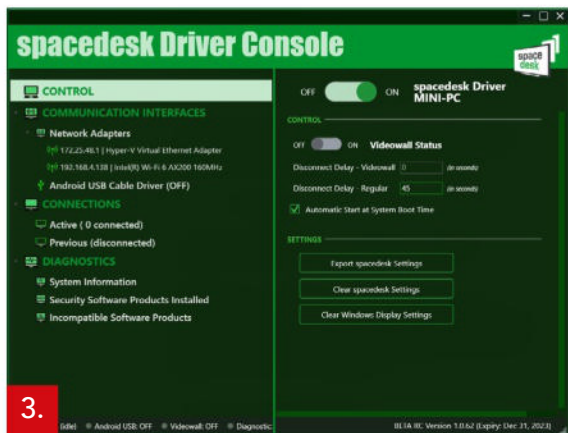 spacedesk Driver Console
space
desk
CONTROL
COMMUNICATION INTERFACES
Network Adapters
172.25.48.1 | Hyper-V Virtual Ethernet Adapter
192.168.4.138 | Intel(R) Wi-Fi 6 AX200 160MHz
Android USB Cable Driver (OFF)
CONNECTIONS
Active ( 0 connected)
Previous (disconnected)
DIAGNOSTICS
System Information
Security Software Products Installed
Incompatible Software Products
OFF ON spacedesk Driver
MINI-PC
CONTROL
OFF ON Videowall Status
Disconnect Delay - Videowall 0 (in seconds)
Disconnect Delay - Regular 45 (in seconds)
Automatic Start at System Boot Time
SETTINGS
Export spacedesk Settings
Clear spacedesk Settings
Clear Windows Display Settings
3.
(idle) Android USB: OFF Videowall: OFF Diagnostic
BETA RC Version 1.0.62 (Expiry: Dec 31, 2023)